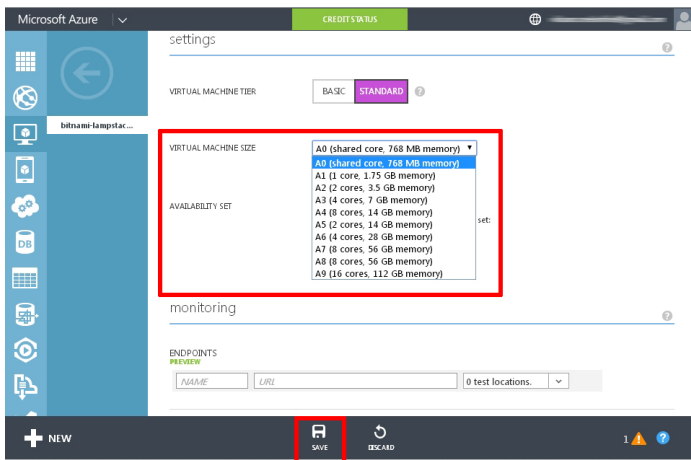 Microsoft Azure
CREDIT STATUS
settings
VIRTUAL MACHINE TIER
BASIC
STANDARD
bitnami-lampstac...
VIRTUAL MACHINE SIZE
A0 (shared core, 768 MB memory)
A0 (shared core, 768 MB memory)
A1 (1 core, 1.75 GB memory)
A2 (2 cores, 3.5 GB memory)
A3 (4 cores, 7 GB memory)
A4 (8 cores, 14 GB memory)
A5 (2 cores, 14 GB memory)
A6 (4 cores, 28 GB memory)
A7 (8 cores, 56 GB memory)
A8 (8 cores, 56 GB memory)
A9 (16 cores, 112 GB memory)
AVAILABILITY SET
set:
DB
monitoring
ENDPOINTS
PREVIEW
NAME
URL
0 test locations.
NEW
SAVE
DISCARD
1